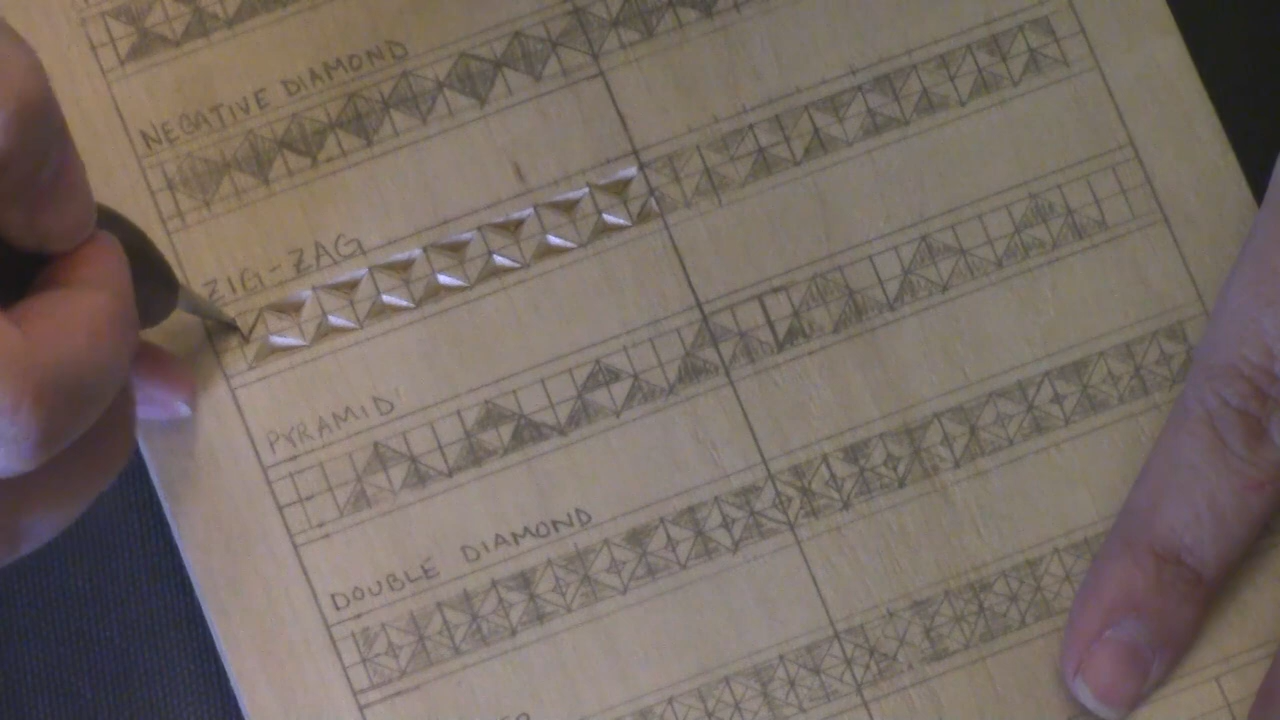 NEGATIVE DIAMOND
ZIG-ZAG
PYRAMID
DOUBLE DIAMOND